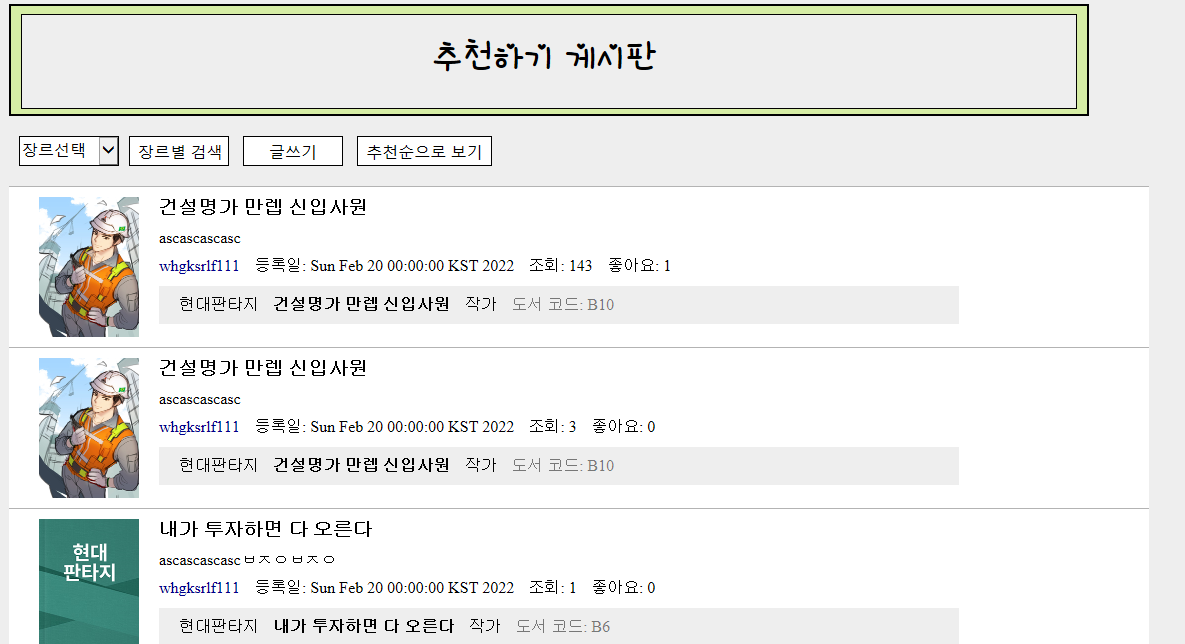 추천하기 게시판
장르선택 장르별 검색 글쓰기 추천순으로 보기
건설명가 만렙 신입사원
ascascascasc
whgksrlf111 등록일: Sun Feb 20 00:00:00 KST 2022 조회: 143 좋아요: 1
현대판타지 건설명가 만렙 신입사원 작가 도서 코드: B10
건설명가 만렙 신입사원
ascascascasc
whgksrlf111 등록일: Sun Feb 20 00:00:00 KST 2022 조회: 3 좋아요: 0
현대판타지 건설명가 만렙 신입사원 작가 도서 코드: B10
내가 투자하면 다 오른다
현대
판타지
ascascascascㅂㅈㅇㅂㅈㅇ
whgksrlf111 등록일: Sun Feb 20 00:00:00 KST 2022 조회: 1 좋아요: 0
현대판타지 내가 투자하면 다 오른다 작가 도서 코드: B6